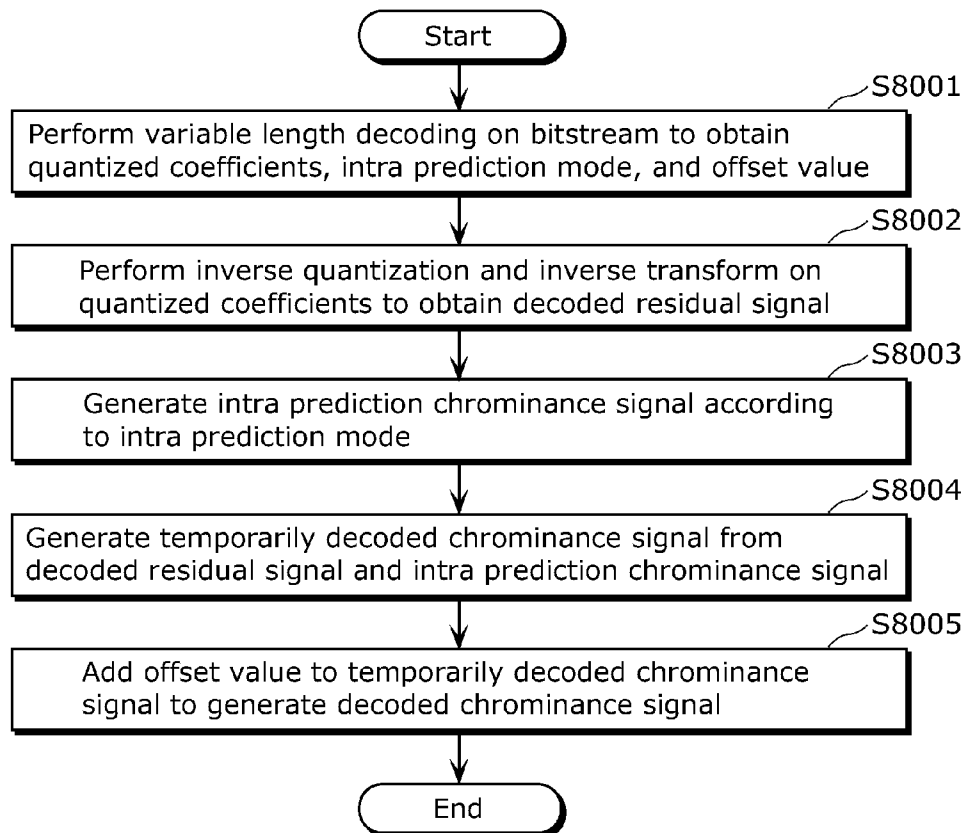 Start
S8001
Perform variable length decoding on bitstream to obtain
quantized coefficients, intra prediction mode, and offset value
S8002
Perform inverse quantization and inverse transform on
quantized coefficients to obtain decoded residual signal
S8003
Generate intra prediction chrominance signal according
to intra prediction mode
S8004
Generate temporarily decoded chrominance signal from
decoded residual signal and intra prediction chrominance signal
S8005
Add offset value to temporarily decoded chrominance
signal to generate decoded chrominance signal
End